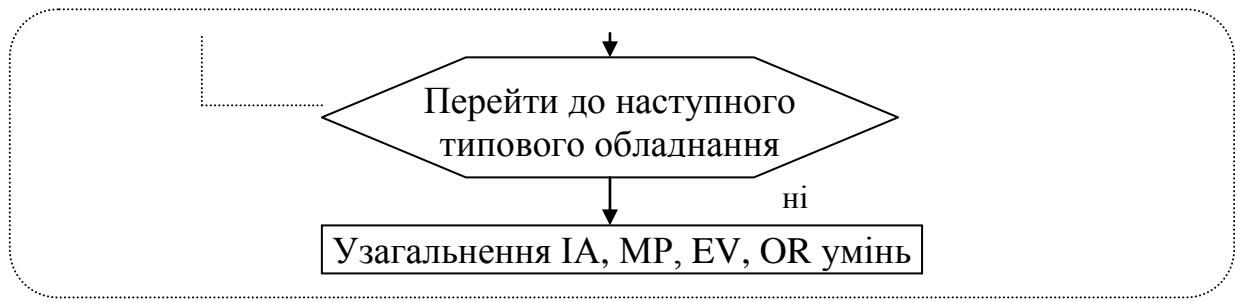 Перейти до наступного
типового обладнання
ні
Узагальнення IA, MP, EV, OR умінь